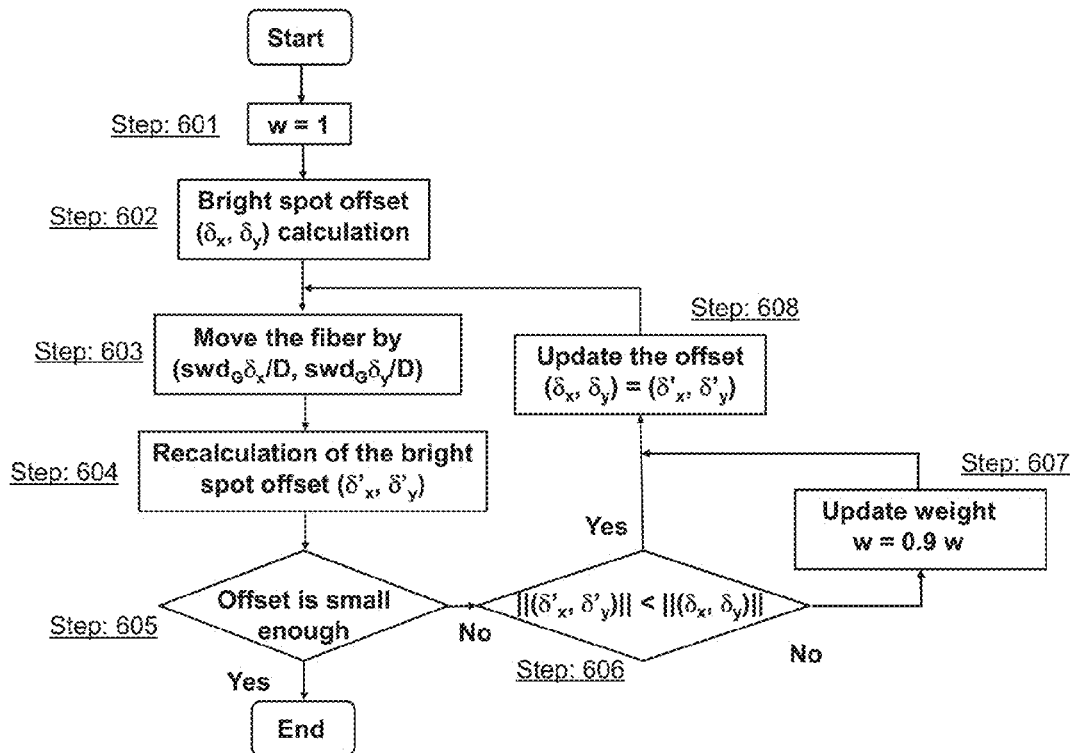 Start
Step: 601
w = 1
Step: 602
Bright spot offset
(δx, δy) calculation
Step: 603
Move the fiber by
(swdGδx/D, swdGδy/D)
Step: 604
Recalculation of the bright
spot offset (δ'x, δ'y)
Step: 605
Offset is small
enough
No
Yes
End
Step: 606
||(δ'x, δ'y)|| < ||(δx, δy)||
Yes
No
Step: 607
Update weight
w = 0.9 w
Step: 608
Update the offset
(δx, δy) = (δ'x, δ'y)